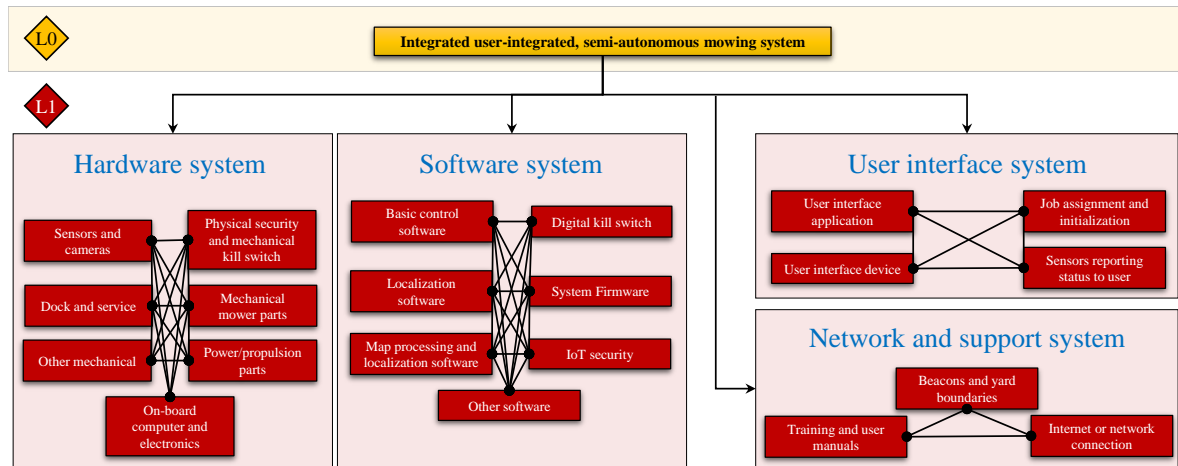 L0
Integrated user-integrated, semi-autonomous mowing system
L1
Hardware system
Sensors and
cameras
Physical security
and mechanical
kill switch
Dock and service
Mechanical
mower parts
Other mechanical
Power/propulsion
parts
On-board
computer and
electronics
Software system
Basic control
software
Digital kill switch
Localization
software
System Firmware
Map processing and
localization software
IoT security
Other software
User interface system
User interface
application
Job assignment and
initialization
User interface device
Sensors reporting
status to user
Network and support system
Beacons and yard
boundaries
Training and user
manuals
Internet or network
connection